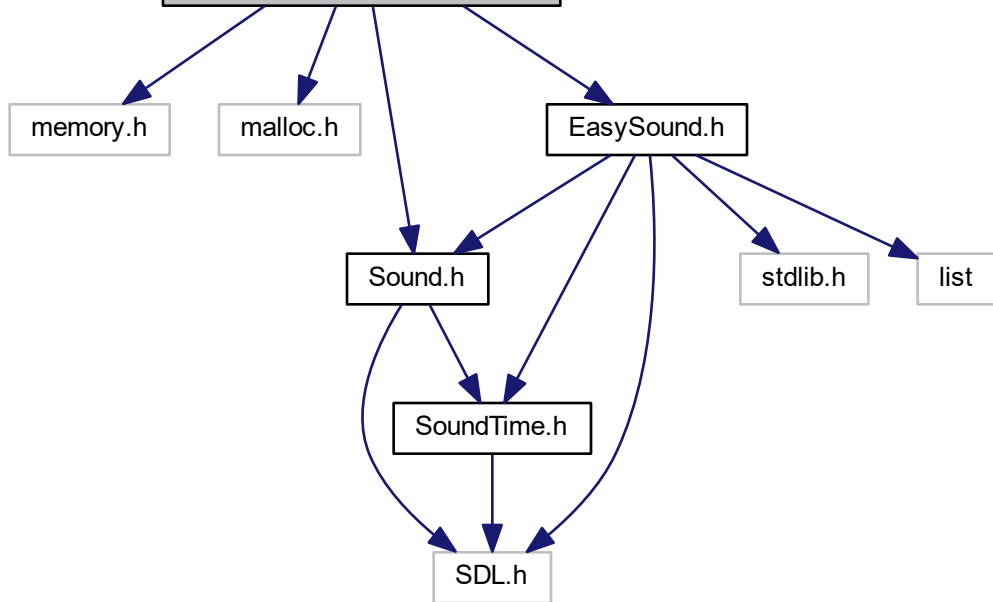 memory.h
malloc.h
EasySound.h
Sound.h
stdlib.h
list
SoundTime.h
SDL.h